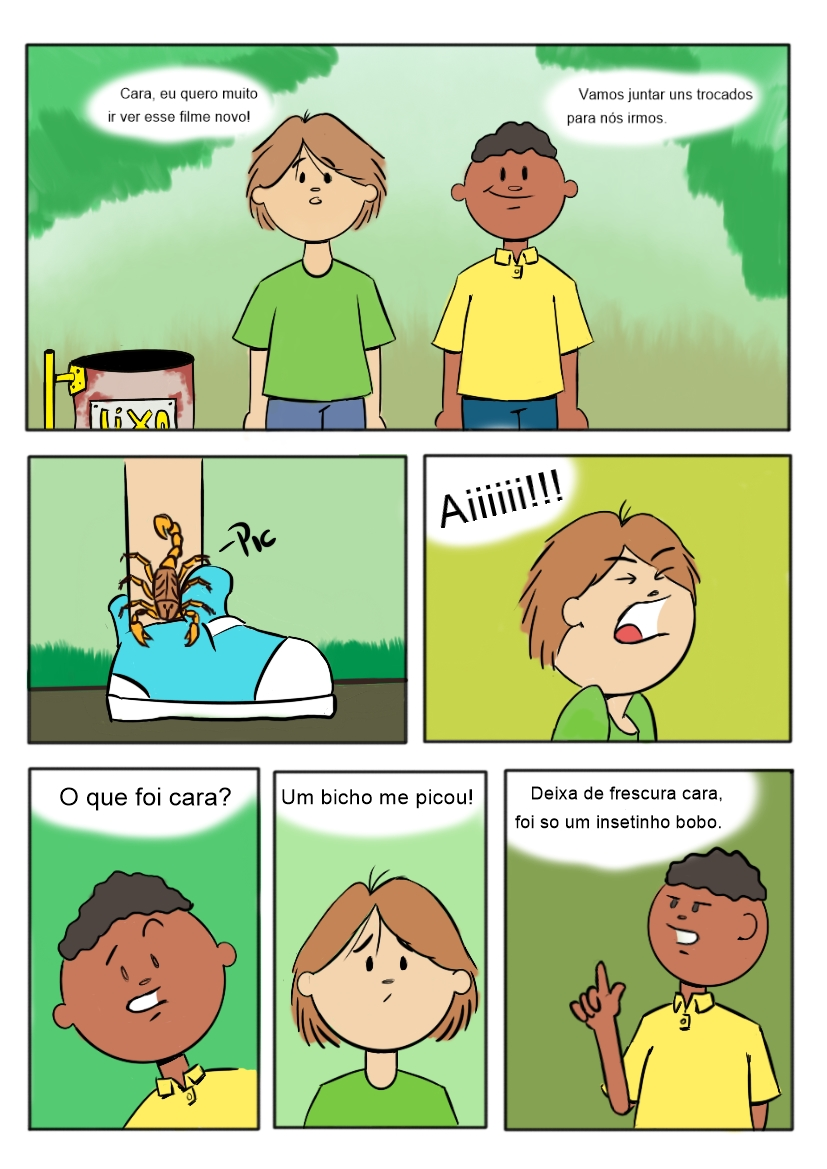 Cara, eu quero muito
ir ver esse filme novo!
Vamos juntar uns trocados
para nós irmos.
LiXO
-Pic
Aiiiiii!!!
O que foi cara?
Um bicho me picou!
Deixa de frescura cara,
foi so um insetinho bobo.